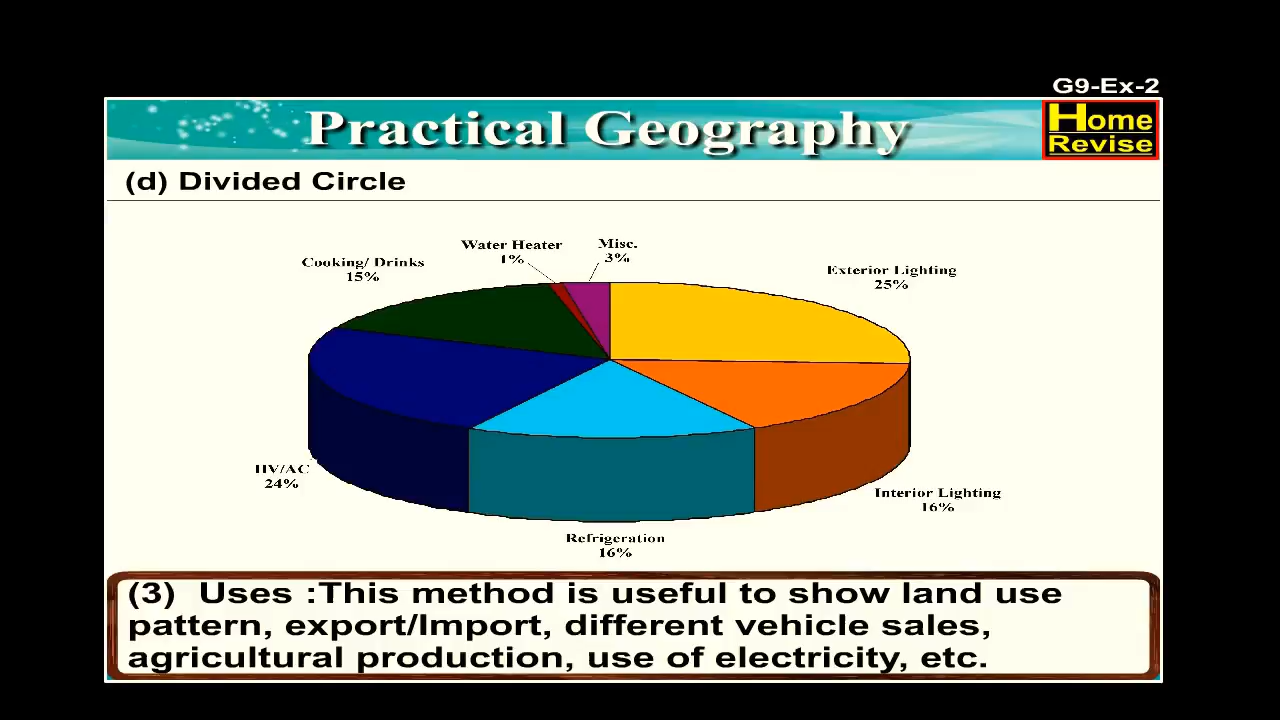 G9-Ex-2
Practical Geography
Home
Revise
(d) Divided Circle
Water Heater
1%
Misc.
3%
Cooking/ Drinks
15%
Exterior Lighting
25%
HV/AC
24%
Interior Lighting
16%
Refrigeration
16%
(3) Uses :This method is useful to show land use
pattern, export/Import, different vehicle sales,
agricultural production, use of electricity, etc.